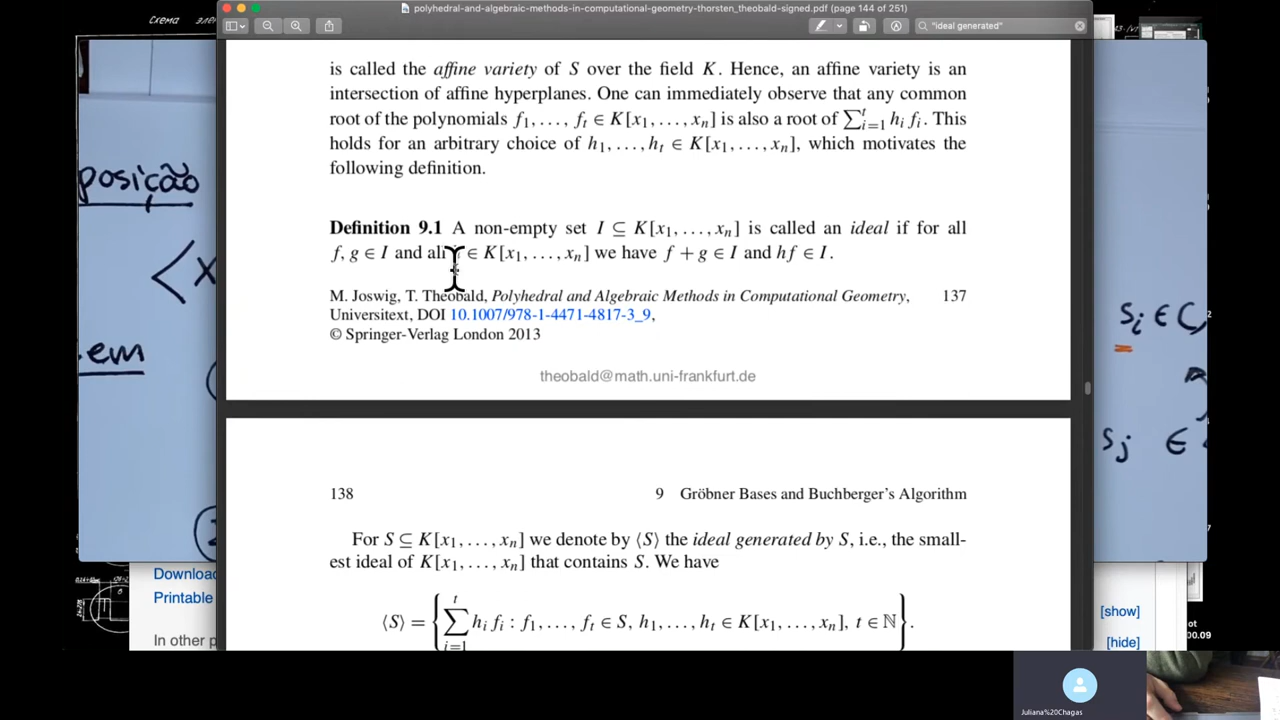 Схема
polyhedral-and-algebraic-methods-in-computational-geometry-thorsten_theobald-signed.pdf (page 144 of 251)
"ideal generated"
is called the affine variety of S over the field K. Hence, an affine variety is an
intersection of affine hyperplanes. One can immediately observe that any common
root of the polynomials f₁, . . . , fₜ ∈ K[x₁, . . . , xₙ] is also a root of ∑ᵗᵢ₌₁ hᵢ fᵢ. This
holds for an arbitrary choice of h₁, . . . , hₜ ∈ K[x₁, . . . , xₙ], which motivates the
following definition.
Definition 9.1 A non-empty set I ⊆ K[x₁, . . . , xₙ] is called an ideal if for all
f, g ∈ I and all ∈ K[x₁, . . . , xₙ] we have f + g ∈ I and hf ∈ I.
M. Joswig, T. Theobald, Polyhedral and Algebraic Methods in Computational Geometry, 137
Universitext, DOI 10.1007/978-1-4471-4817-3_9,
© Springer-Verlag London 2013
theobald@math.uni-frankfurt.de
138 9 Gröbner Bases and Buchberger's Algorithm
For S ⊆ K[x₁, . . . , xₙ] we denote by ⟨S⟩ the ideal generated by S, i.e., the small-
est ideal of K[x₁, . . . , xₙ] that contains S. We have
⟨S⟩ = { ∑ᵗᵢ₌₁ hᵢ fᵢ : f₁, . . . , fₜ ∈ S, h₁, . . . , hₜ ∈ K[x₁, . . . , xₙ], t ∈ ℕ }.
posição
<x
em
sᵢ ∈ C,
sⱼ ∈
Download
Printable
In other p
[show]
[hide]
ot
00.09
Juliana%20Chagas